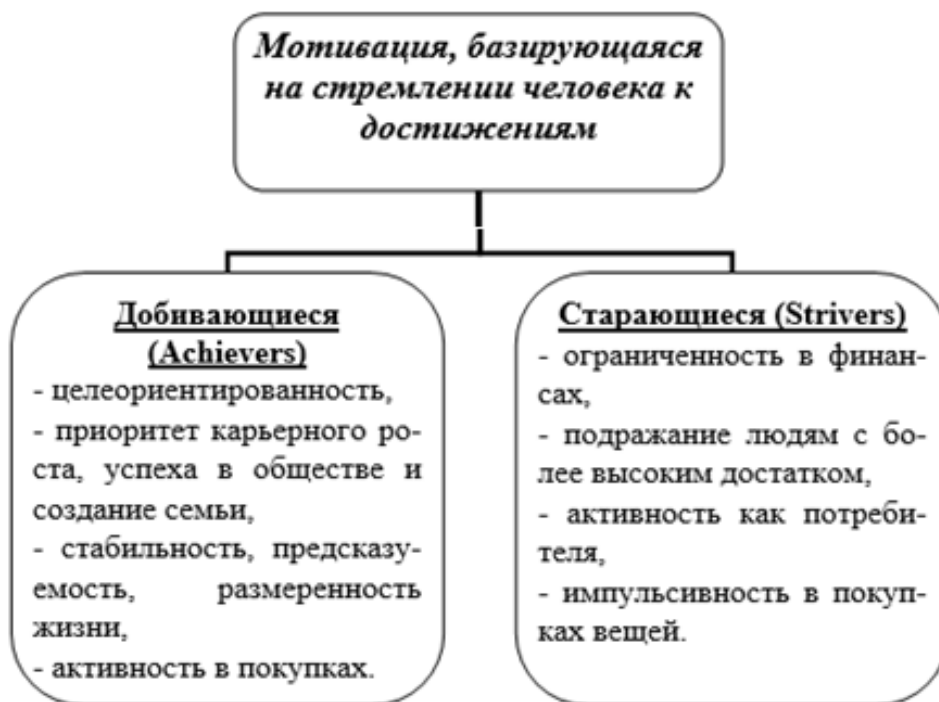 Мотивация, базирующаяся
на стремлении человека к
достижениям
Добивающиеся
(Achievers)
- целеориентированность,
- приоритет карьерного ро-
ста, успеха в обществе и
создание семьи,
- стабильность, предсказу-
емость, размеренность
жизни,
- активность в покупках.
Старающиеся (Strivers)
- ограниченность в финан-
сах,
- подражание людям с бо-
лее высоким достатком,
- активность как потреби-
теля,
- импульсивность в покуп-
ках вещей.